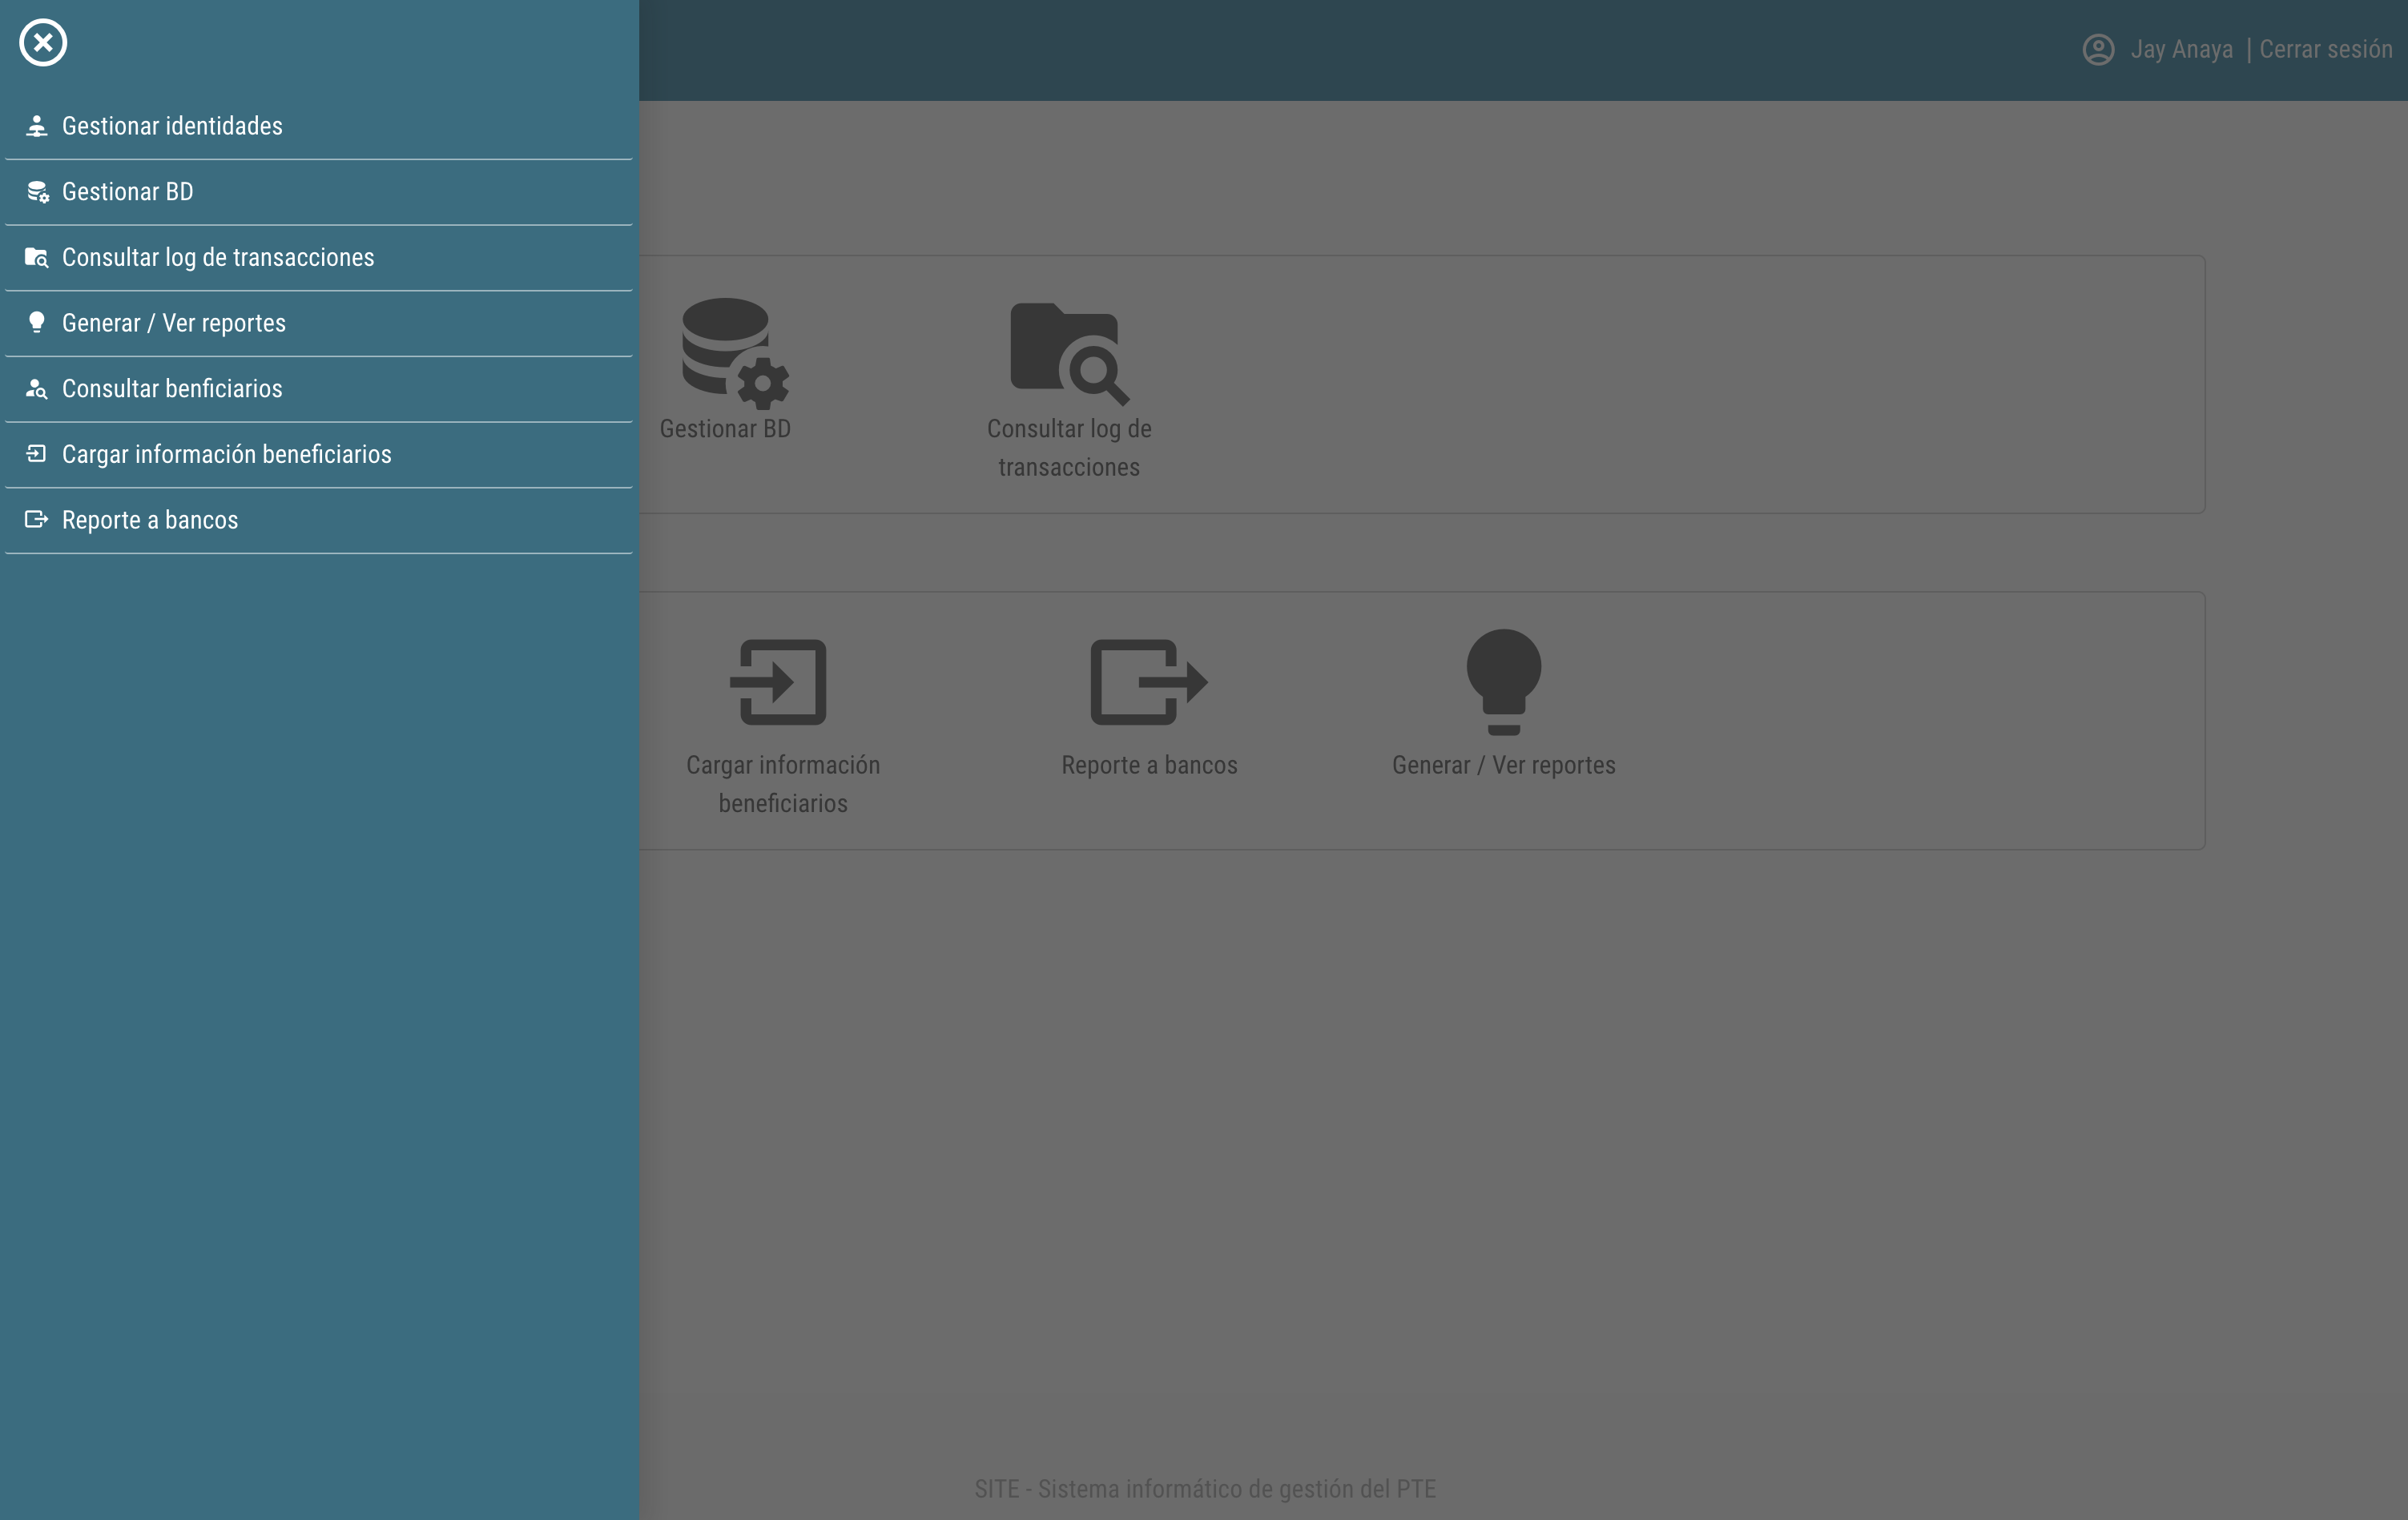 Jay Anaya | Cerrar sesión
Gestionar identidades
Gestionar BD
Consultar log de transacciones
Generar / Ver reportes
Consultar benficiarios
Cargar información beneficiarios
Reporte a bancos
Gestionar BD
Consultar log de
transacciones
Cargar información
beneficiarios
Reporte a bancos
Generar / Ver reportes
SITE - Sistema informático de gestión del PTE